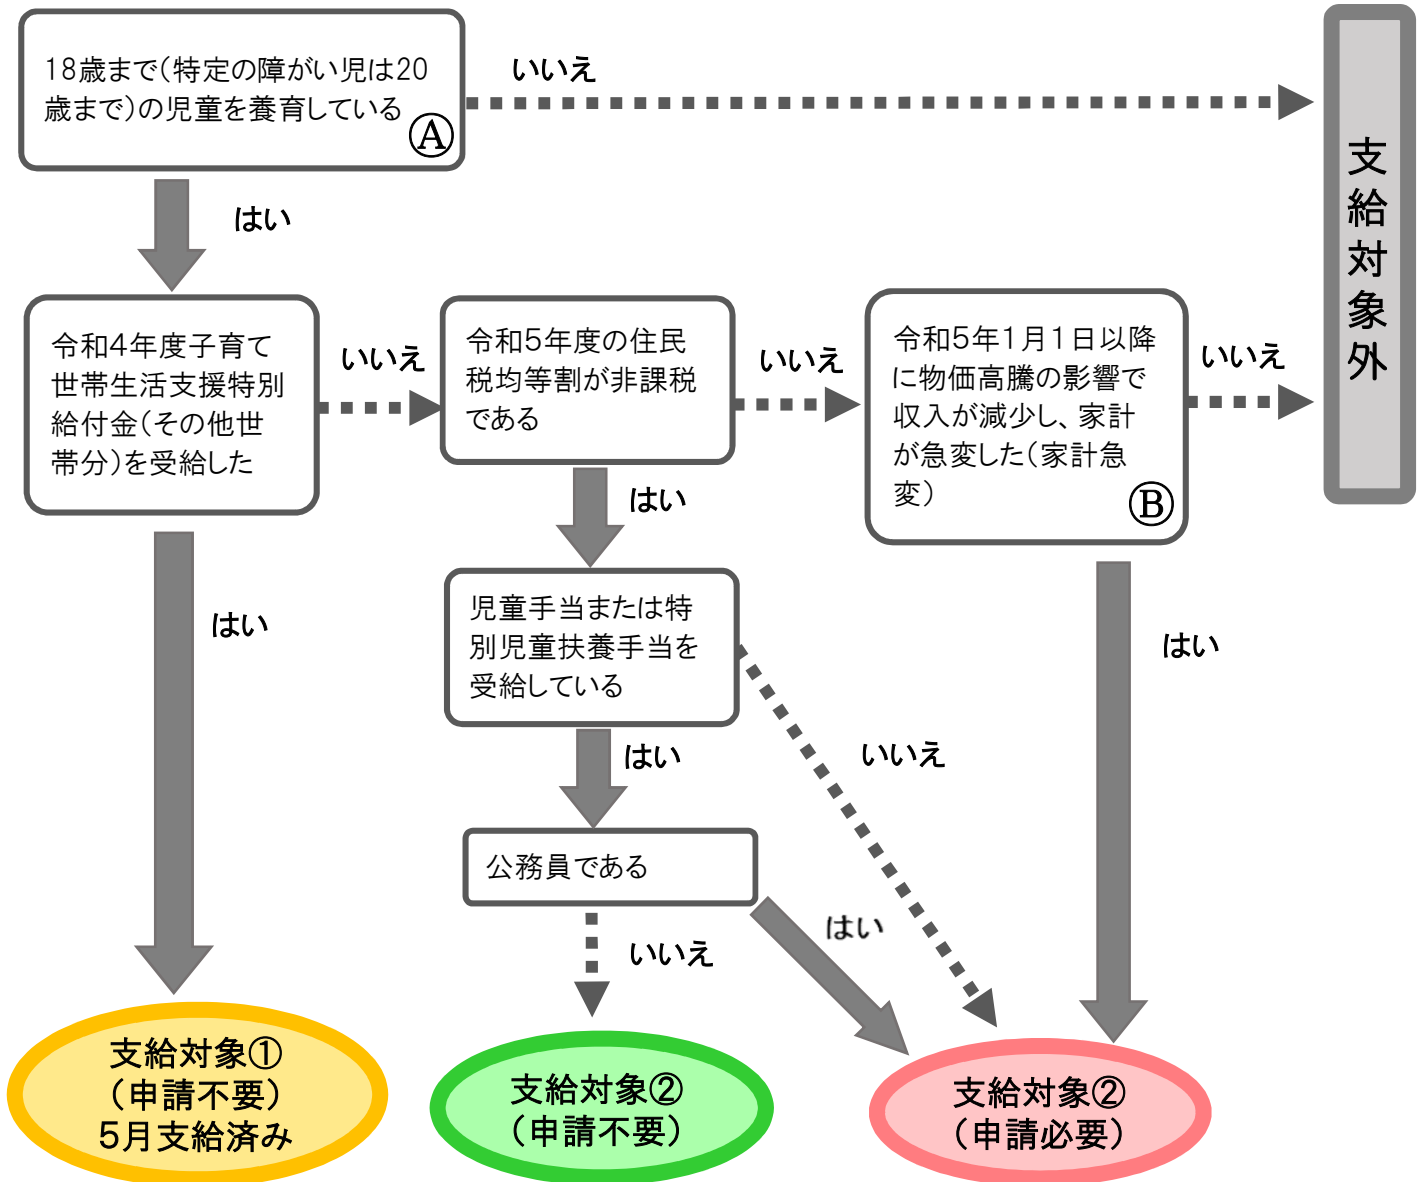 18歳まで（特定の障がい児は20
歳まで）の児童を養育している
Ⓐ
いいえ
支給対象外
はい
令和4年度子育て
世帯生活支援特別
給付金（その他世
帯分）を受給した
いいえ
令和5年度の住民
税均等割が非課税
である
いいえ
令和5年1月1日以降
に物価高騰の影響で
収入が減少し、家計
が急変した（家計急
変）
Ⓑ
いいえ
はい
はい
児童手当または特
別児童扶養手当を
受給している
はい
はい
いいえ
公務員である
はい
いいえ
支給対象①
（申請不要）
5月支給済み
支給対象②
（申請不要）
支給対象②
（申請必要）